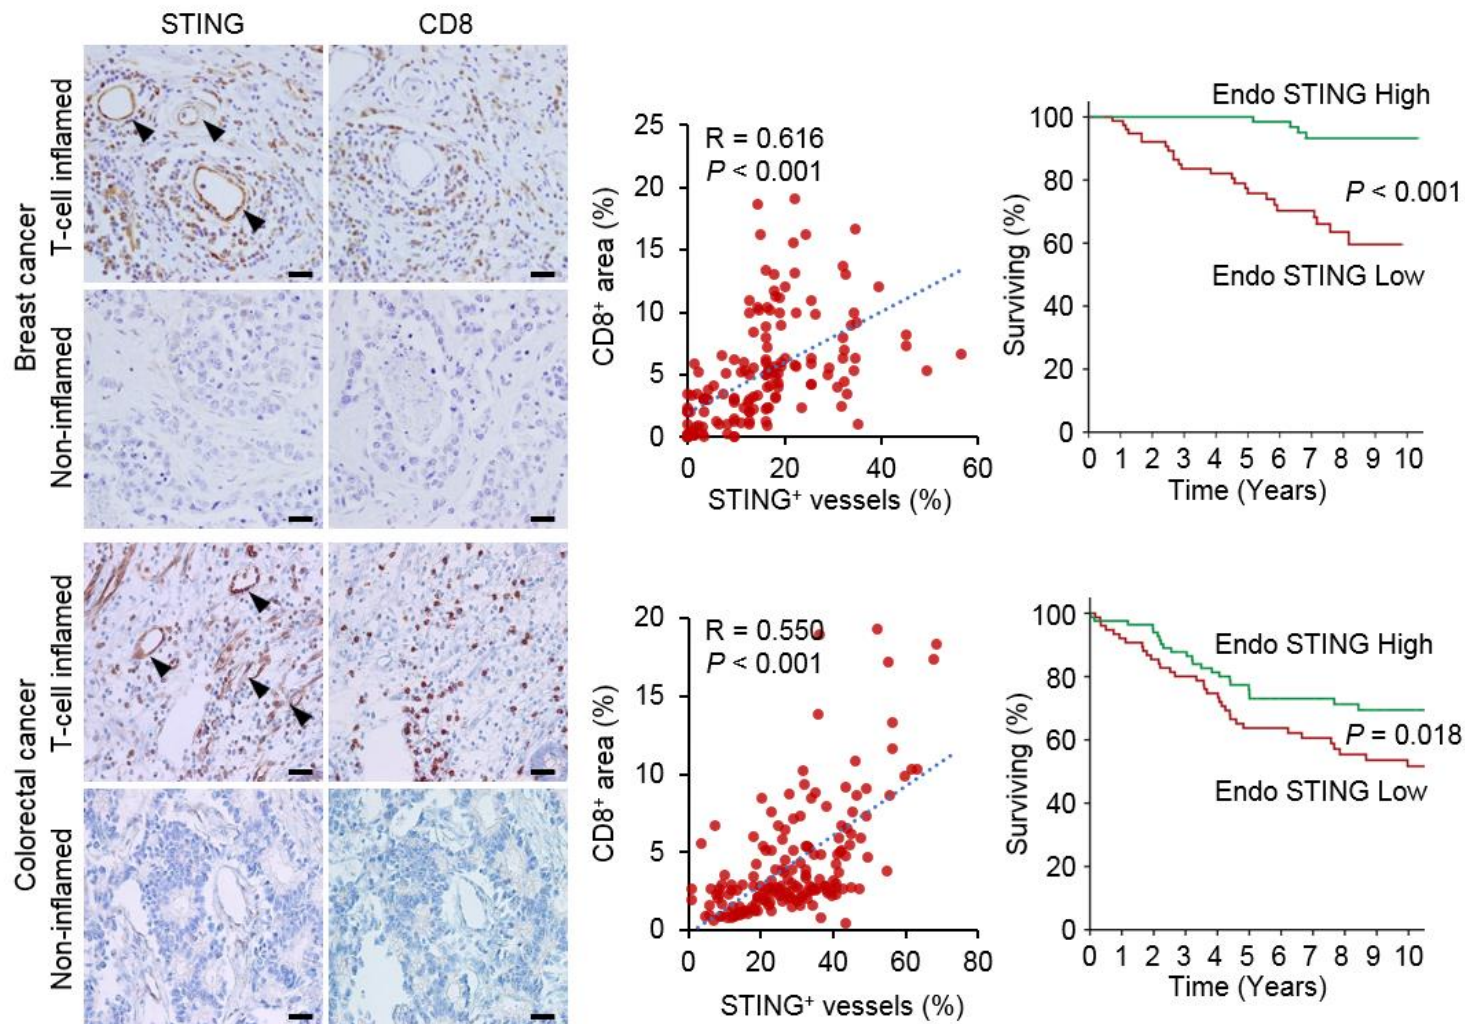 STING
CD8
Breast cancer
T-cell inflamed
Non-inflamed
R = 0.616
P < 0.001
25
20
15
10
5
0
CD8⁺ area (%)
0 20 40 60
STING⁺ vessels (%)
Endo STING High
P < 0.001
Endo STING Low
100
80
60
40
20
0
Surviving (%)
0 1 2 3 4 5 6 7 8 9 10
Time (Years)
Colorectal cancer
T-cell inflamed
Non-inflamed
R = 0.550
P < 0.001
20
15
10
5
0
CD8⁺ area (%)
0 20 40 60 80
STING⁺ vessels (%)
Endo STING High
P = 0.018
Endo STING Low
100
80
60
40
20
0
Surviving (%)
0 1 2 3 4 5 6 7 8 9 10
Time (Years)